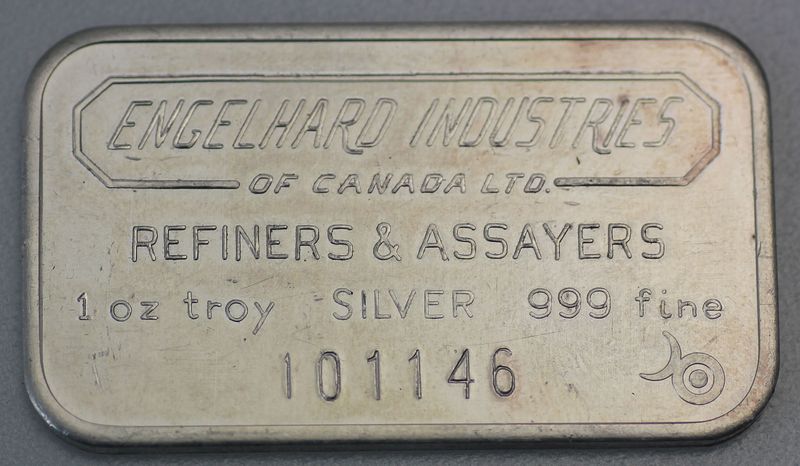 ENGELHARD INDUSTRIES
OF CANADA LTD.
REFINERS & ASSAYERS
1 oz troy SILVER 999 fine
101146